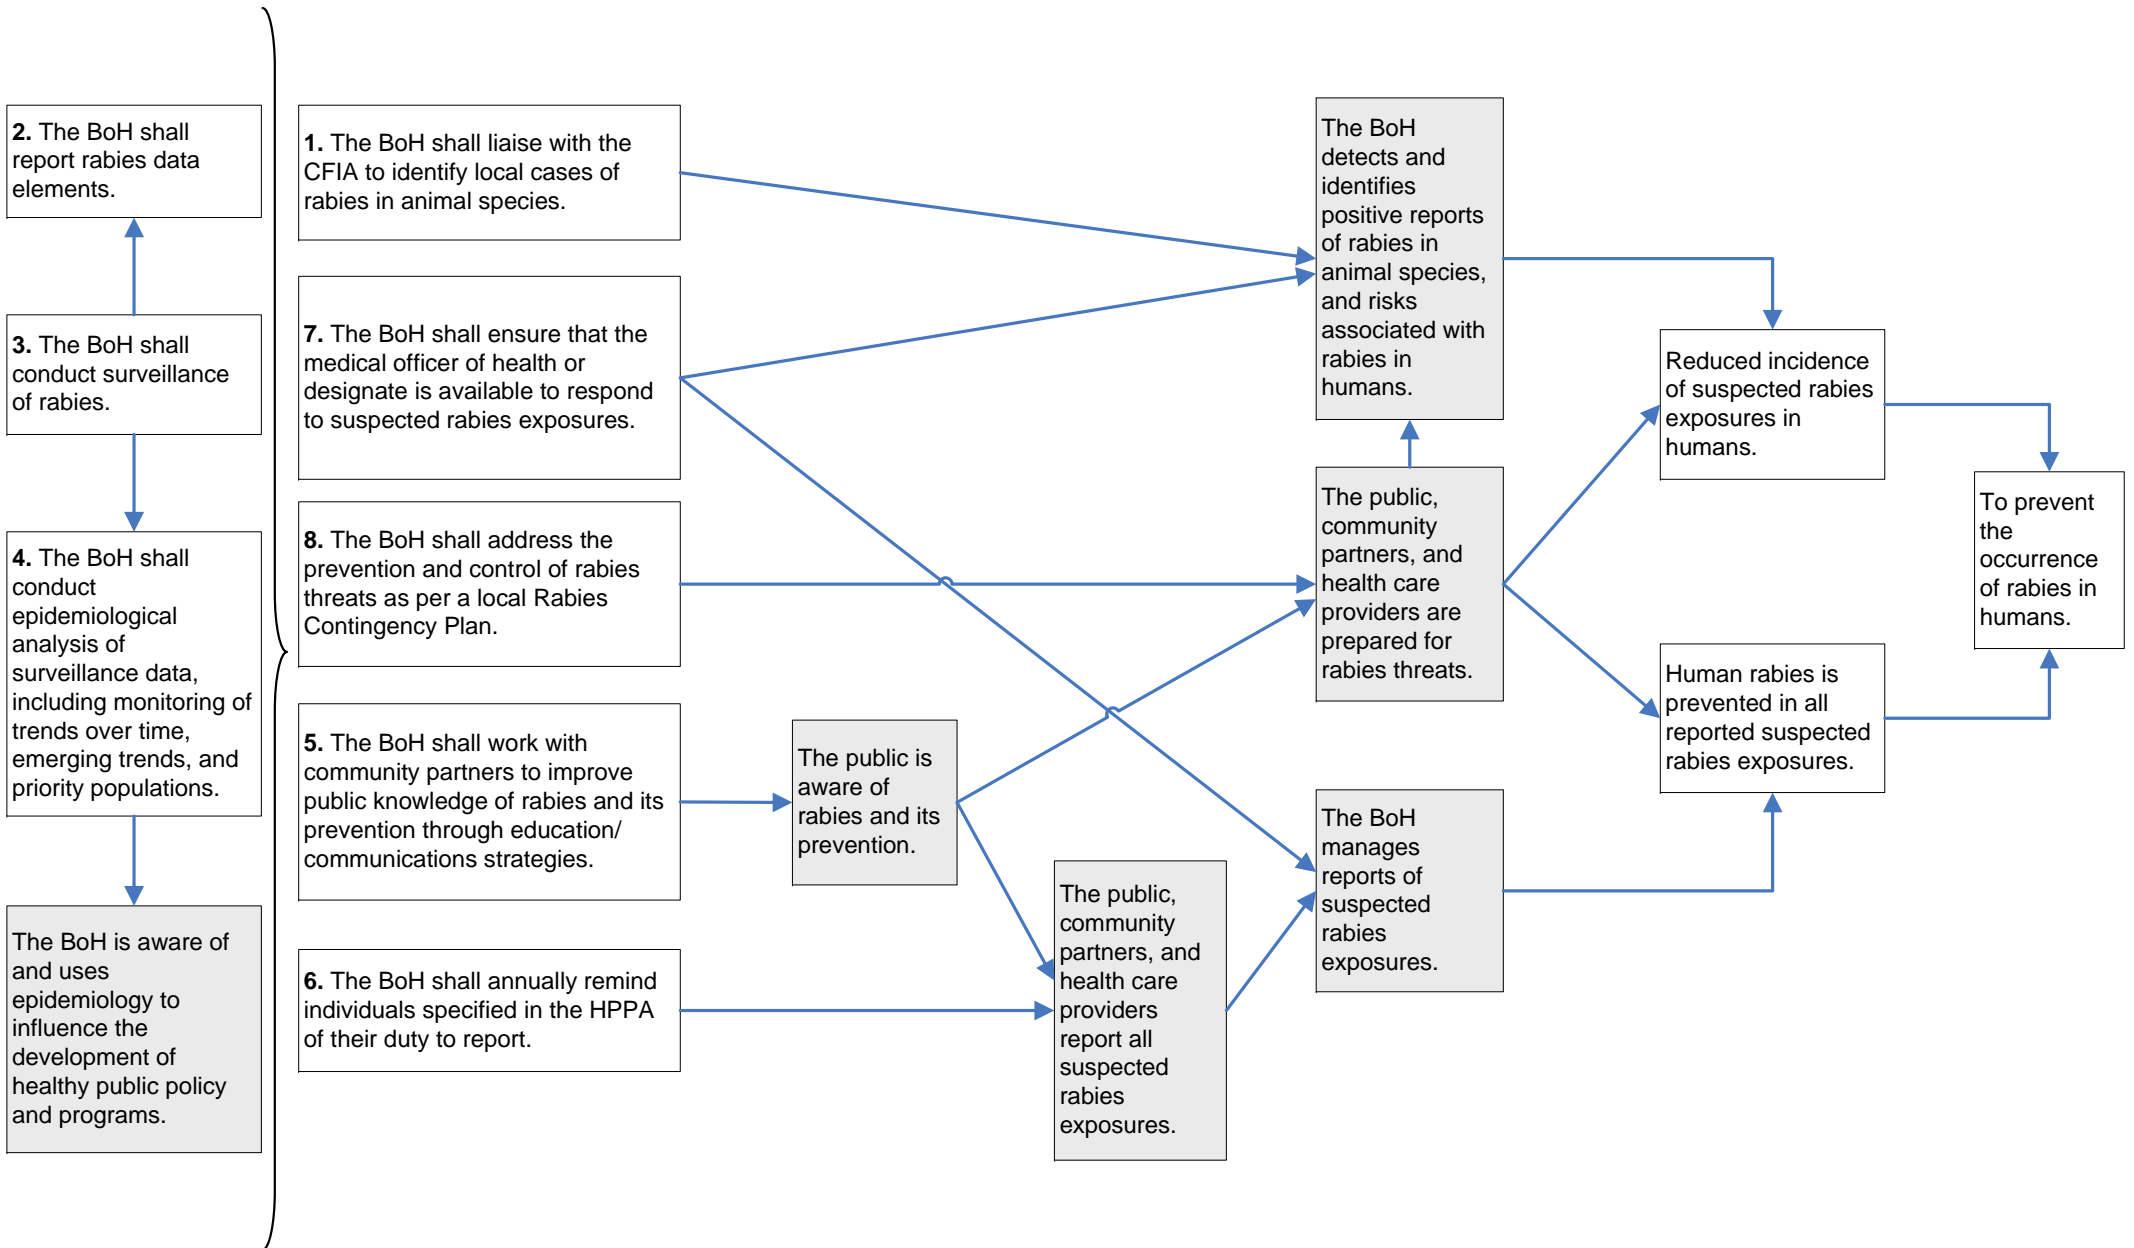 2. The BoH shall
report rabies data
elements.
3. The BoH shall
conduct surveillance
of rabies.
4. The BoH shall
conduct
epidemiological
analysis of
surveillance data,
including monitoring of
trends over time,
emerging trends, and
priority populations.
The BoH is aware of
and uses
epidemiology to
influence the
development of
healthy public policy
and programs.
1. The BoH shall liaise with the
CFIA to identify local cases of
rabies in animal species.
7. The BoH shall ensure that the
medical officer of health or
designate is available to respond
to suspected rabies exposures.
8. The BoH shall address the
prevention and control of rabies
threats as per a local Rabies
Contingency Plan.
5. The BoH shall work with
community partners to improve
public knowledge of rabies and its
prevention through education/
communications strategies.
6. The BoH shall annually remind
individuals specified in the HPPA
of their duty to report.
The public is
aware of
rabies and its
prevention.
The public,
community
partners, and
health care
providers
report all
suspected
rabies
exposures.
The BoH
detects and
identifies
positive reports
of rabies in
animal species,
and risks
associated with
rabies in
humans.
The public,
community
partners, and
health care
providers are
prepared for
rabies threats.
The BoH
manages
reports of
suspected
rabies
exposures.
Reduced incidence
of suspected rabies
exposures in
humans.
Human rabies is
prevented in all
reported suspected
rabies exposures.
To prevent
the
occurrence
of rabies in
humans.